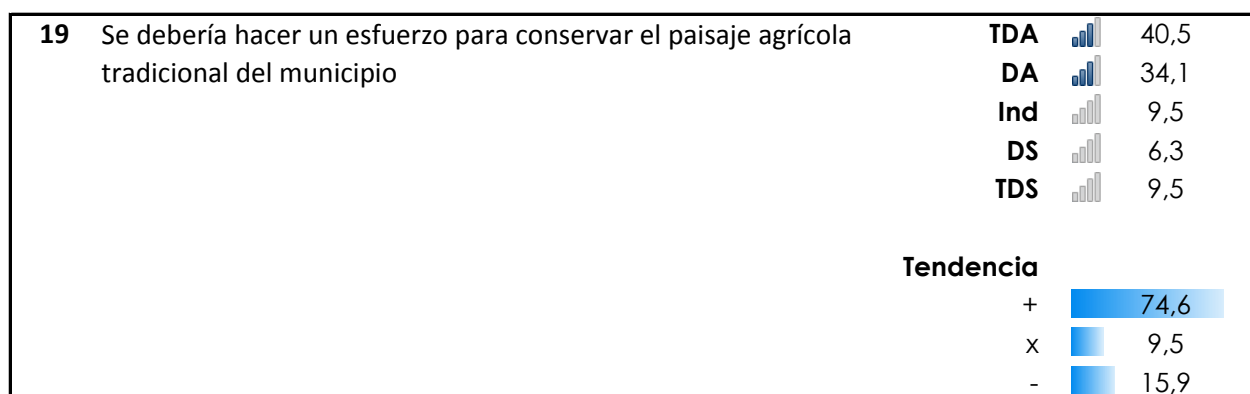 19 Se debería hacer un esfuerzo para conservar el paisaje agrícola TDA 40,5
tradicional del municipio DA 34,1
Ind 9,5
DS 6,3
TDS 9,5
Tendencia
+ 74,6
x 9,5
- 15,9